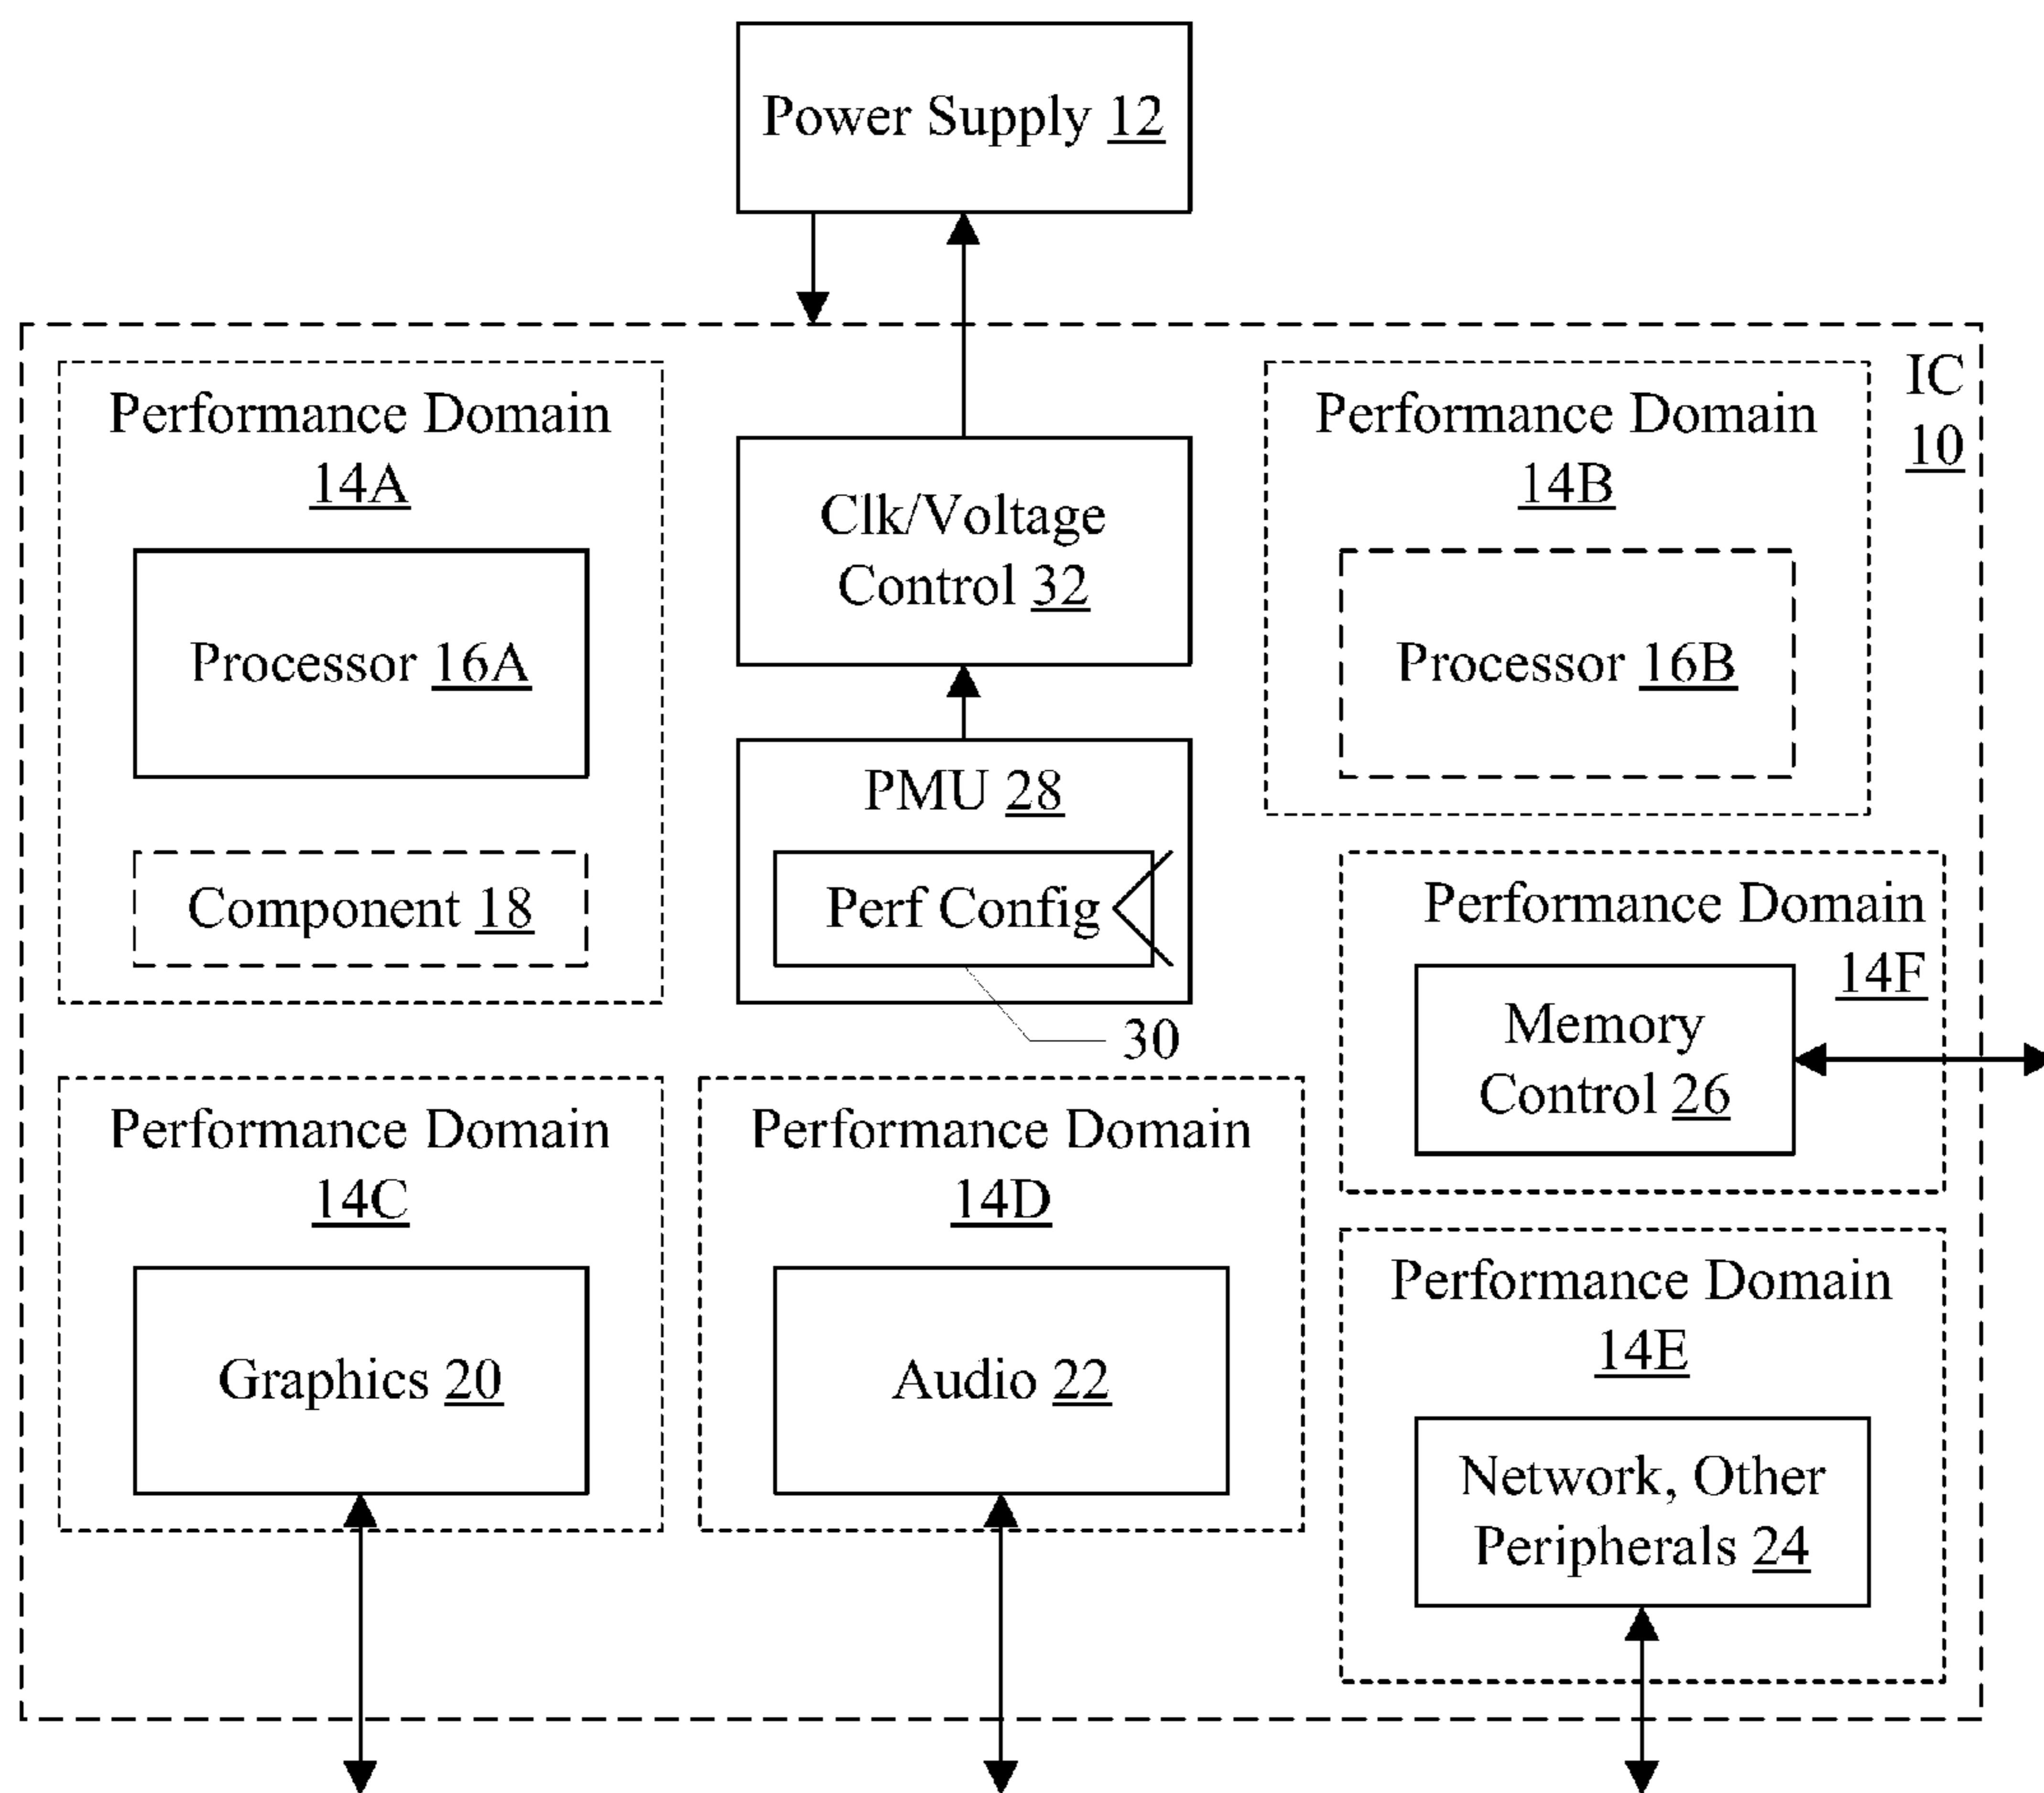 Power Supply 12
IC
10
Performance Domain
14A
Processor 16A
Component 18
Clk/Voltage
Control 32
PMU 28
Perf Config
30
Performance Domain
14B
Processor 16B
Performance Domain
14F
Memory
Control 26
Performance Domain
14C
Graphics 20
Performance Domain
14D
Audio 22
Performance Domain
14E
Network, Other
Peripherals 24